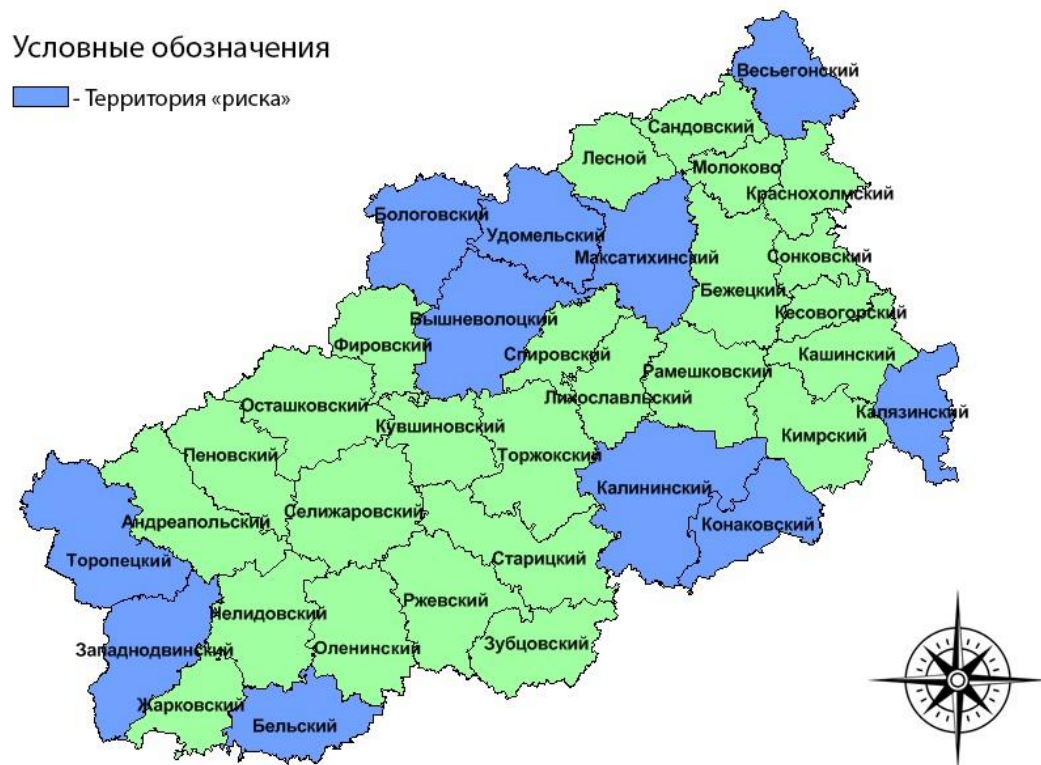 Условные обозначения
- Территория «риска»
Весьегонский
Сандовский
Лесной
Молоково
Краснохолмский
Бологовский
Удомельский
Максатихинский
Сонковский
Бежецкий
Кесовогорский
Вышневолоцкий
Фировский
Спировский
Кашинский
Рамешковский
Лихославльский
Осташковский
Калязинский
Кувшиновский
Кимрский
Пеновский
Торжокский
Калининский
Селижаровский
Андреапольский
Конаковский
Торопецкий
Старицкий
Ржевский
Нелидовский
Зубцовский
Западнодвинский
Оленинский
Жарковский
Бельский